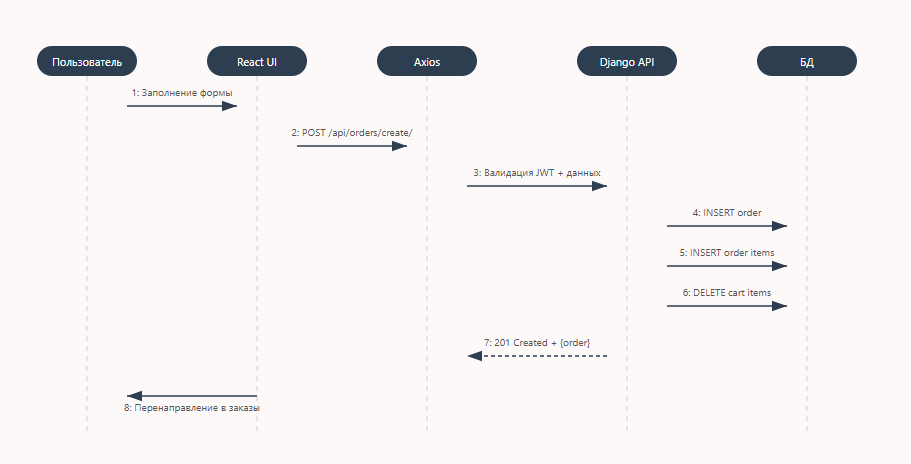 Пользователь
React UI
Axios
Django API
БД
1: Заполнение формы
2: POST /api/orders/create/
3: Валидация JWT + данных
4: INSERT order
5: INSERT order items
6: DELETE cart items
7: 201 Created + {order}
8: Перенаправление в заказы